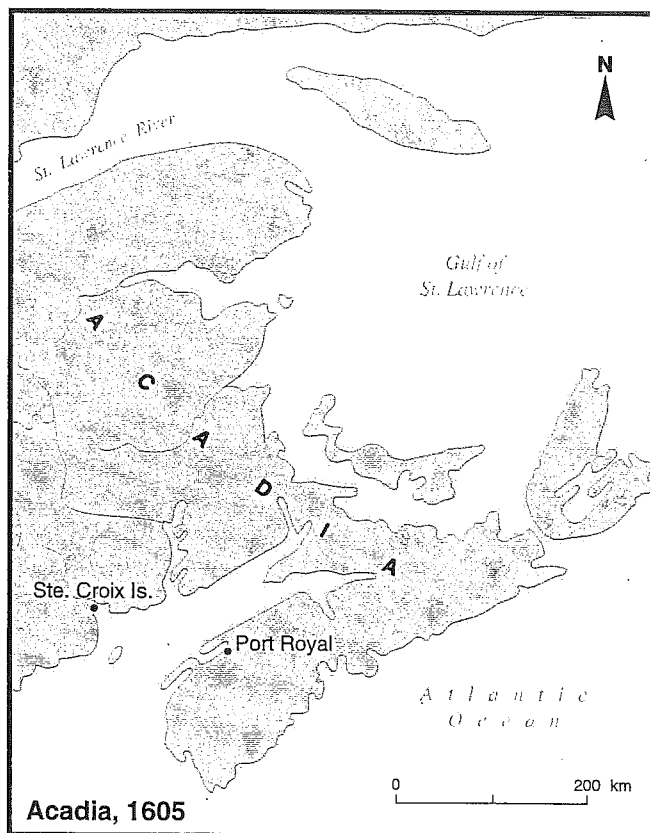 N
St. Lawrence River
Gulf of
St. Lawrence
A C A D I A
Ste. Croix Is.
Port Royal
Atlantic
Ocean
0 200 km
Acadia, 1605